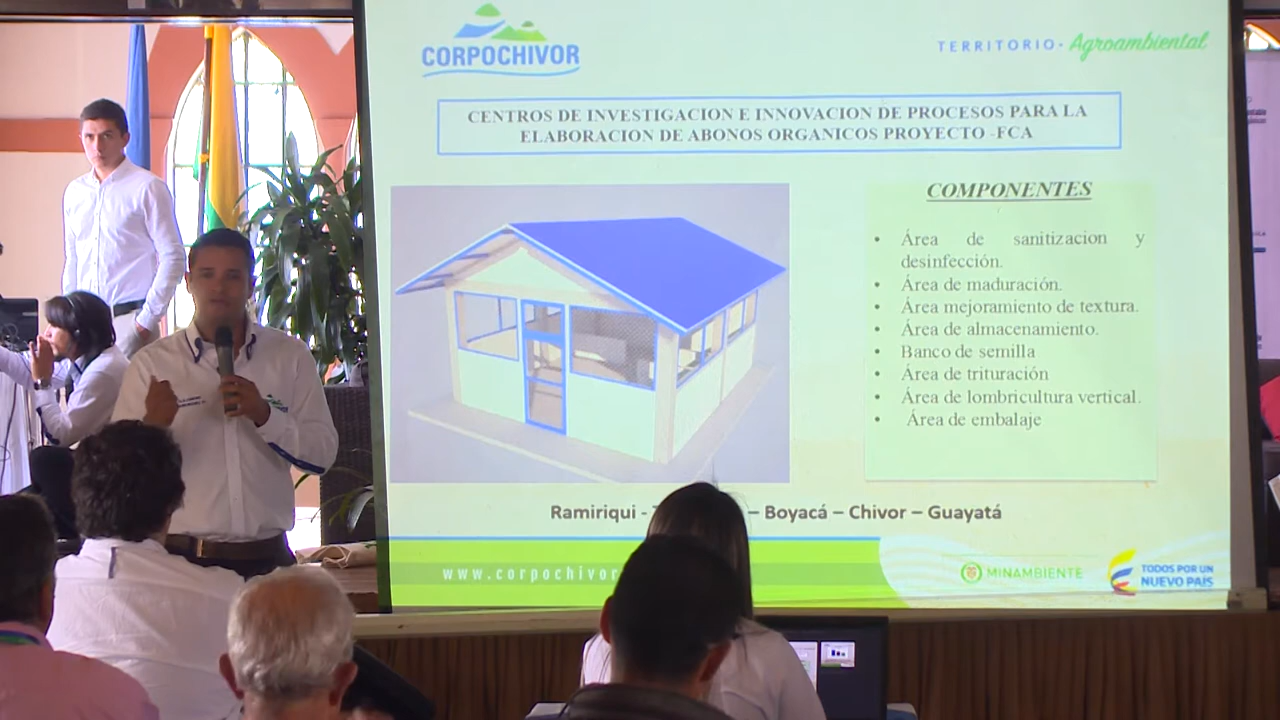 CORPOCHIVOR
TERRITORIO · Agroambiental
CENTROS DE INVESTIGACION E INNOVACION DE PROCESOS PARA LA
ELABORACION DE ABONOS ORGANICOS PROYECTO -FCA
COMPONENTES
• Área de sanitizacion y
desinfección.
• Área de maduración.
• Área mejoramiento de textura.
• Área de almacenamiento.
• Banco de semilla
• Área de trituración
• Área de lombricultura vertical.
• Área de embalaje
Ramiriqui - – Boyacá – Chivor – Guayatá
www.corpochivor
MINAMBIENTE
TODOS POR UN
NUEVO PAÍS